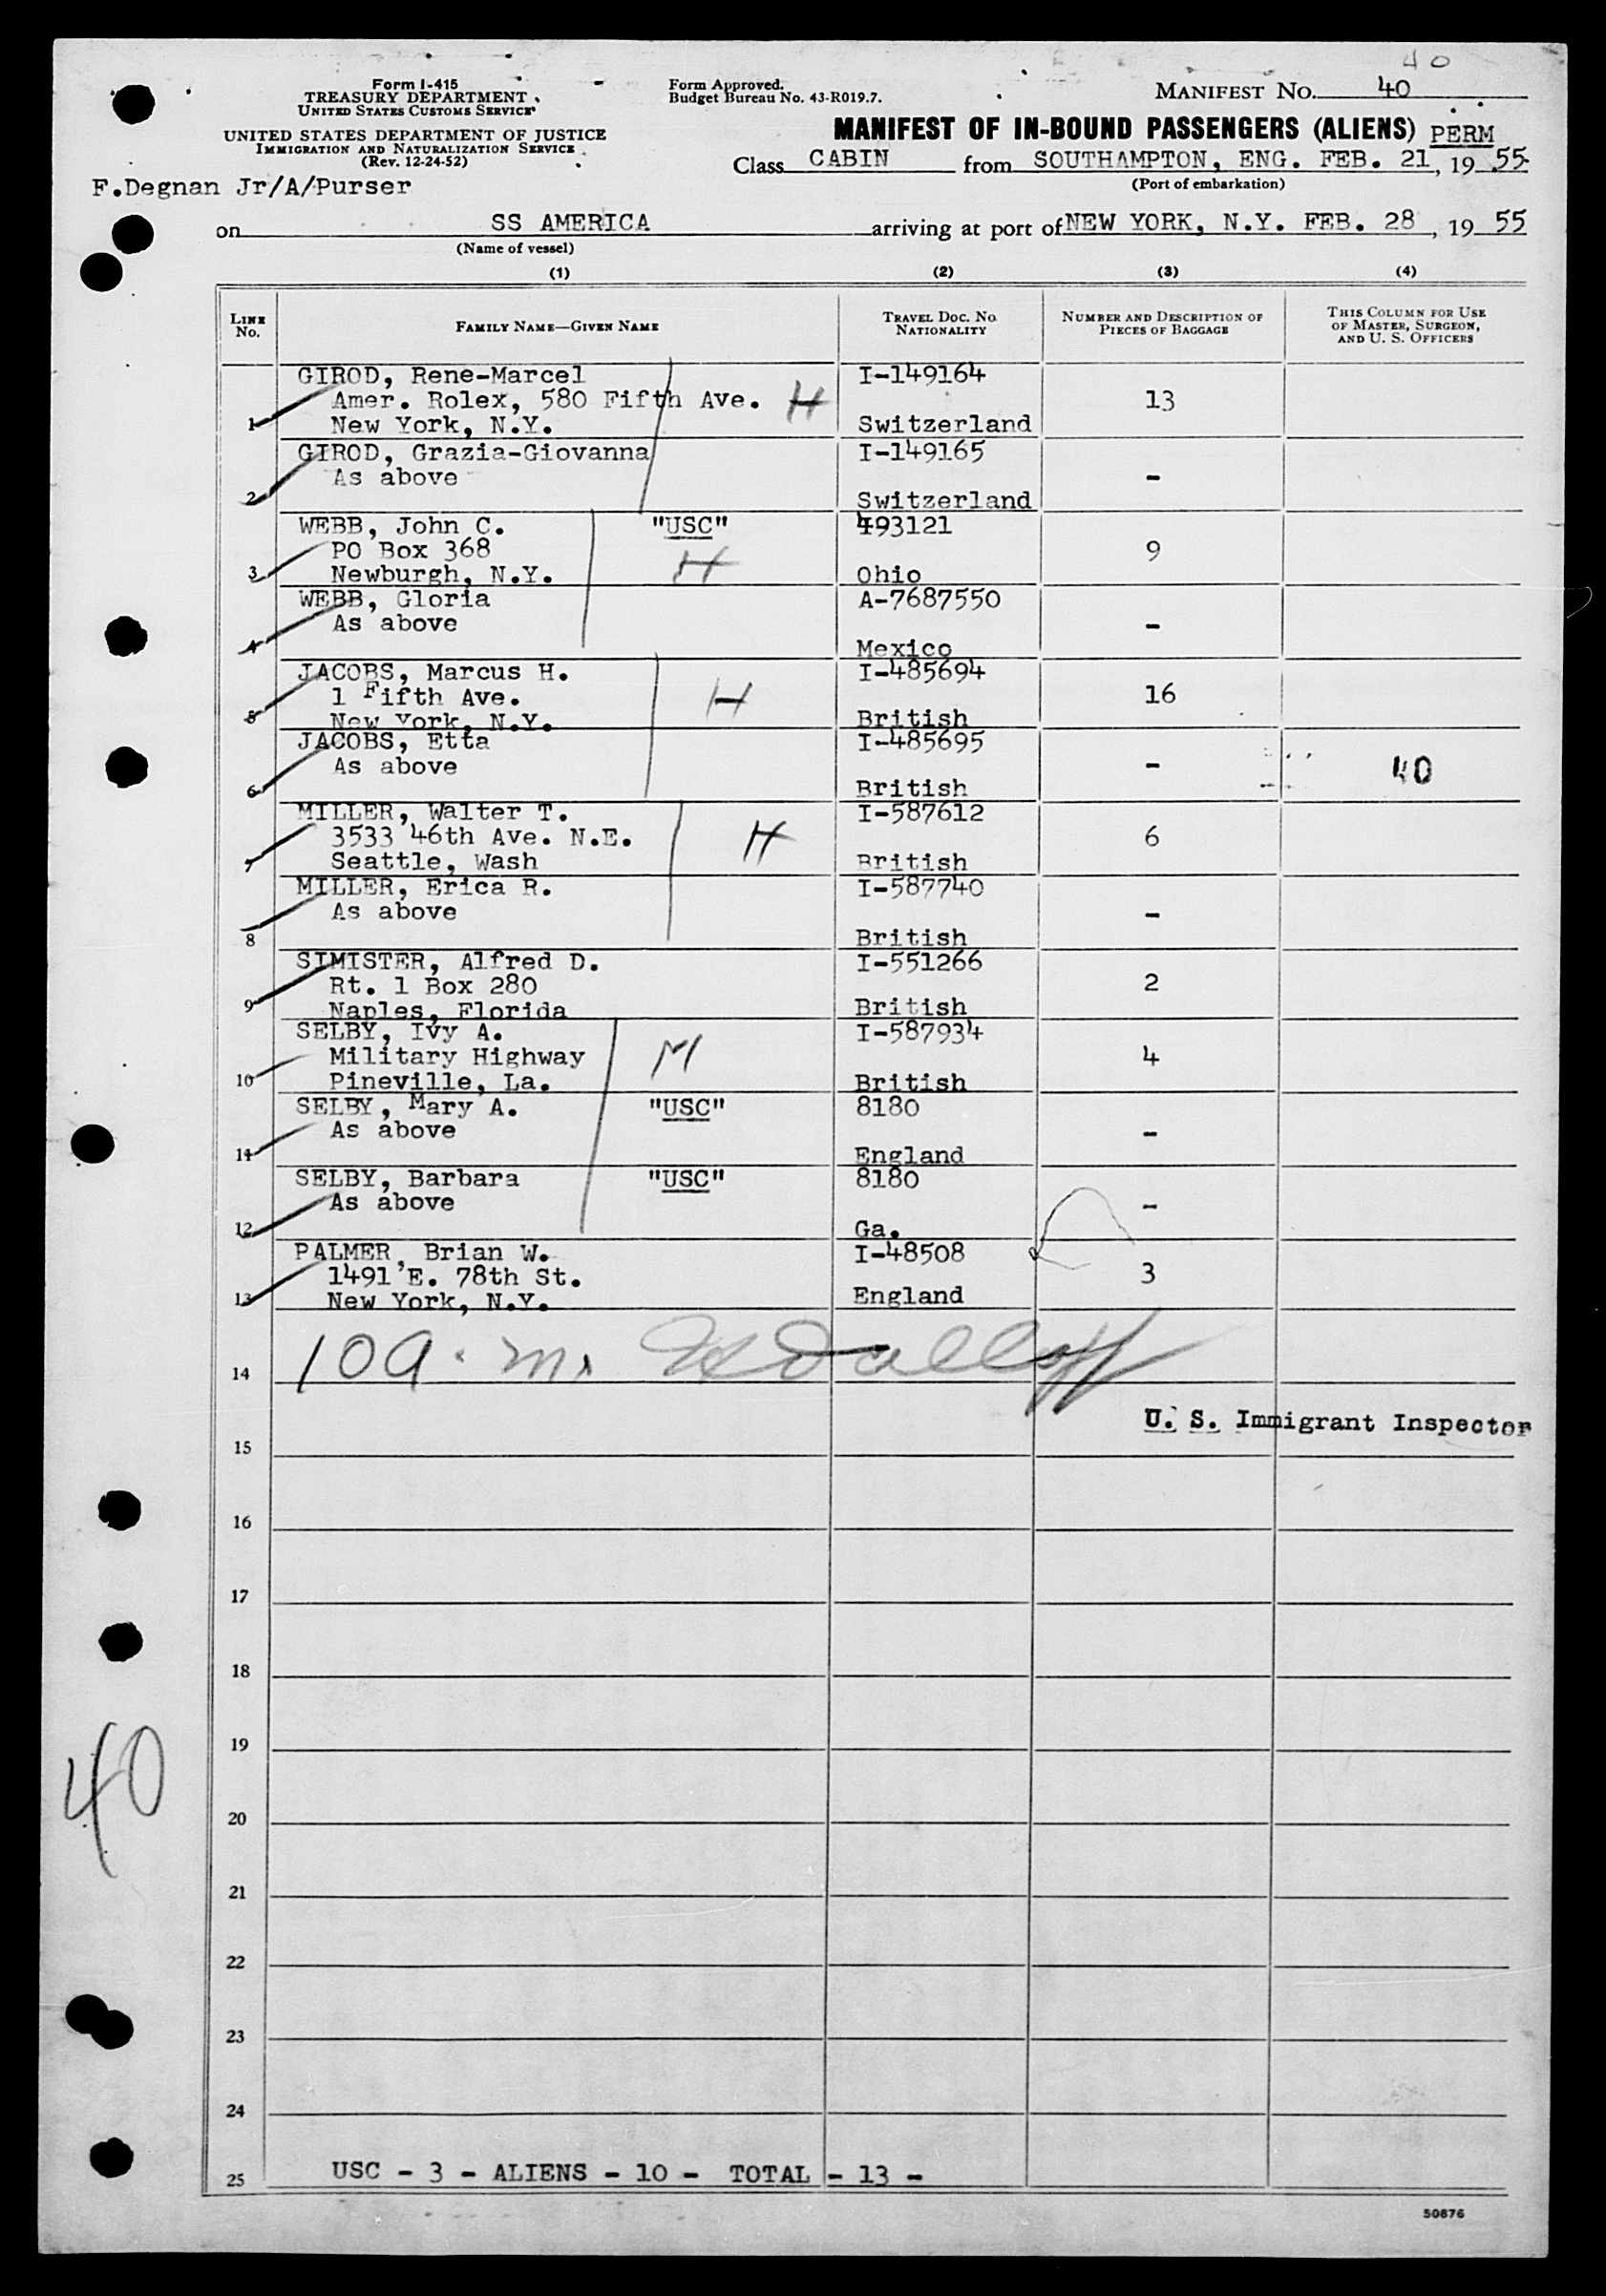 40
Form I-415
TREASURY DEPARTMENT
UNITED STATES CUSTOMS SERVICE
UNITED STATES DEPARTMENT OF JUSTICE
IMMIGRATION AND NATURALIZATION SERVICE
(Rev. 12-24-52)
Form Approved.
Budget Bureau No. 43-R019.7.
MANIFEST NO. 40
MANIFEST OF IN-BOUND PASSENGERS (ALIENS) PERM
Class CABIN from SOUTHAMPTON, ENG. FEB. 21, 19 55
(Port of embarkation)
F.Degnan Jr/A/Purser
on SS AMERICA arriving at port of NEW YORK, N.Y. FEB. 28, 19 55
(Name of vessel)
(1) (2) (3) (4)
LINE No. FAMILY NAME—GIVEN NAME TRAVEL DOC. NO. NATIONALITY NUMBER AND DESCRIPTION OF PIECES OF BAGGAGE THIS COLUMN FOR USE OF MASTER, SURGEON, AND U. S. OFFICERS
GIROD, Rene-Marcel I-149164
Amer. Rolex, 580 Fifth Ave. H 13
1 New York, N.Y. Switzerland
GIROD, Grazia-Giovanna I-149165
As above -
2 Switzerland
WEBB, John C. "USC" 493121
PO Box 368 H 9
3 Newburgh, N.Y. Ohio
WEBB, Gloria A-7687550
As above -
4 Mexico
JACOBS, Marcus H. I-485694
1 Fifth Ave. H 16
5 New York, N.Y. British
JACOBS, Etta I-485695
As above - 40
6 British
MILLER, Walter T. I-587612
3533 46th Ave. N.E. H 6
7 Seattle, Wash British
MILLER, Erica R. I-587740
As above -
8 British
SIMISTER, Alfred D. I-551266
Rt. 1 Box 280 2
9 Naples, Florida British
SELBY, Ivy A. I-587934
Military Highway M 4
10 Pineville, La. British
SELBY, Mary A. "USC" 8180
As above -
11 England
SELBY, Barbara "USC" 8180
As above -
12 Ga.
PALMER, Brian W. I-48508
1491 E. 78th St. 3
13 New York, N.Y. England
14 10a
U. S. Immigrant Inspector
15
16
17
18
19
40
20
21
22
23
24
25 USC - 3 - ALIENS - 10 - TOTAL - 13 -
50876